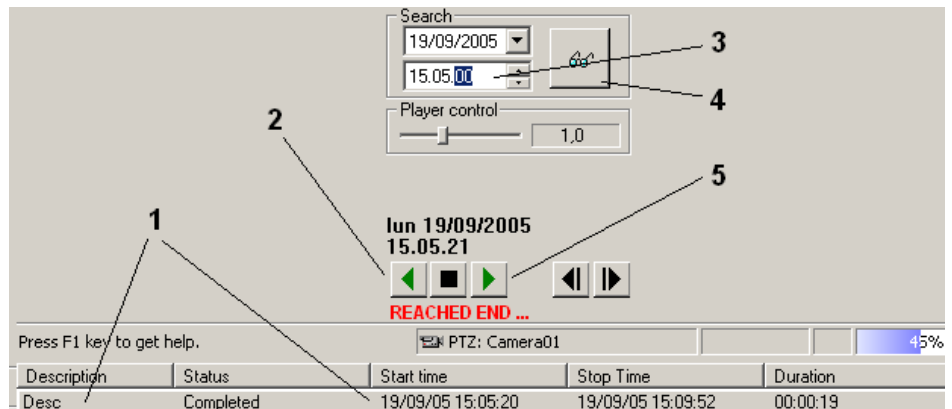 Search
19/09/2005
3
15.05.00
4
Player control
2
1,0
5
1
lun 19/09/2005
15.05.21
REACHED END ...
Press F1 key to get help.
PTZ: Camera01
45%
Description Status Start time Stop Time Duration
Desc Completed 19/09/05 15:05:20 19/09/05 15:09:52 00:00:19